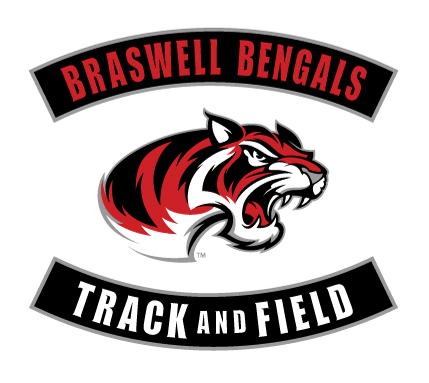 BRASWELL BENGALS
TM
TRACK AND FIELD